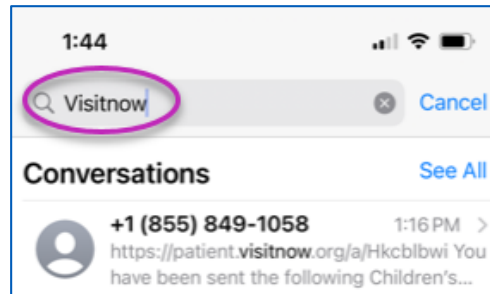 1:44
Visitnow
Cancel
Conversations See All
+1 (855) 849-1058 1:16 PM
https://patient.visitnow.org/a/Hkcblbwi You
have been sent the following Children's...